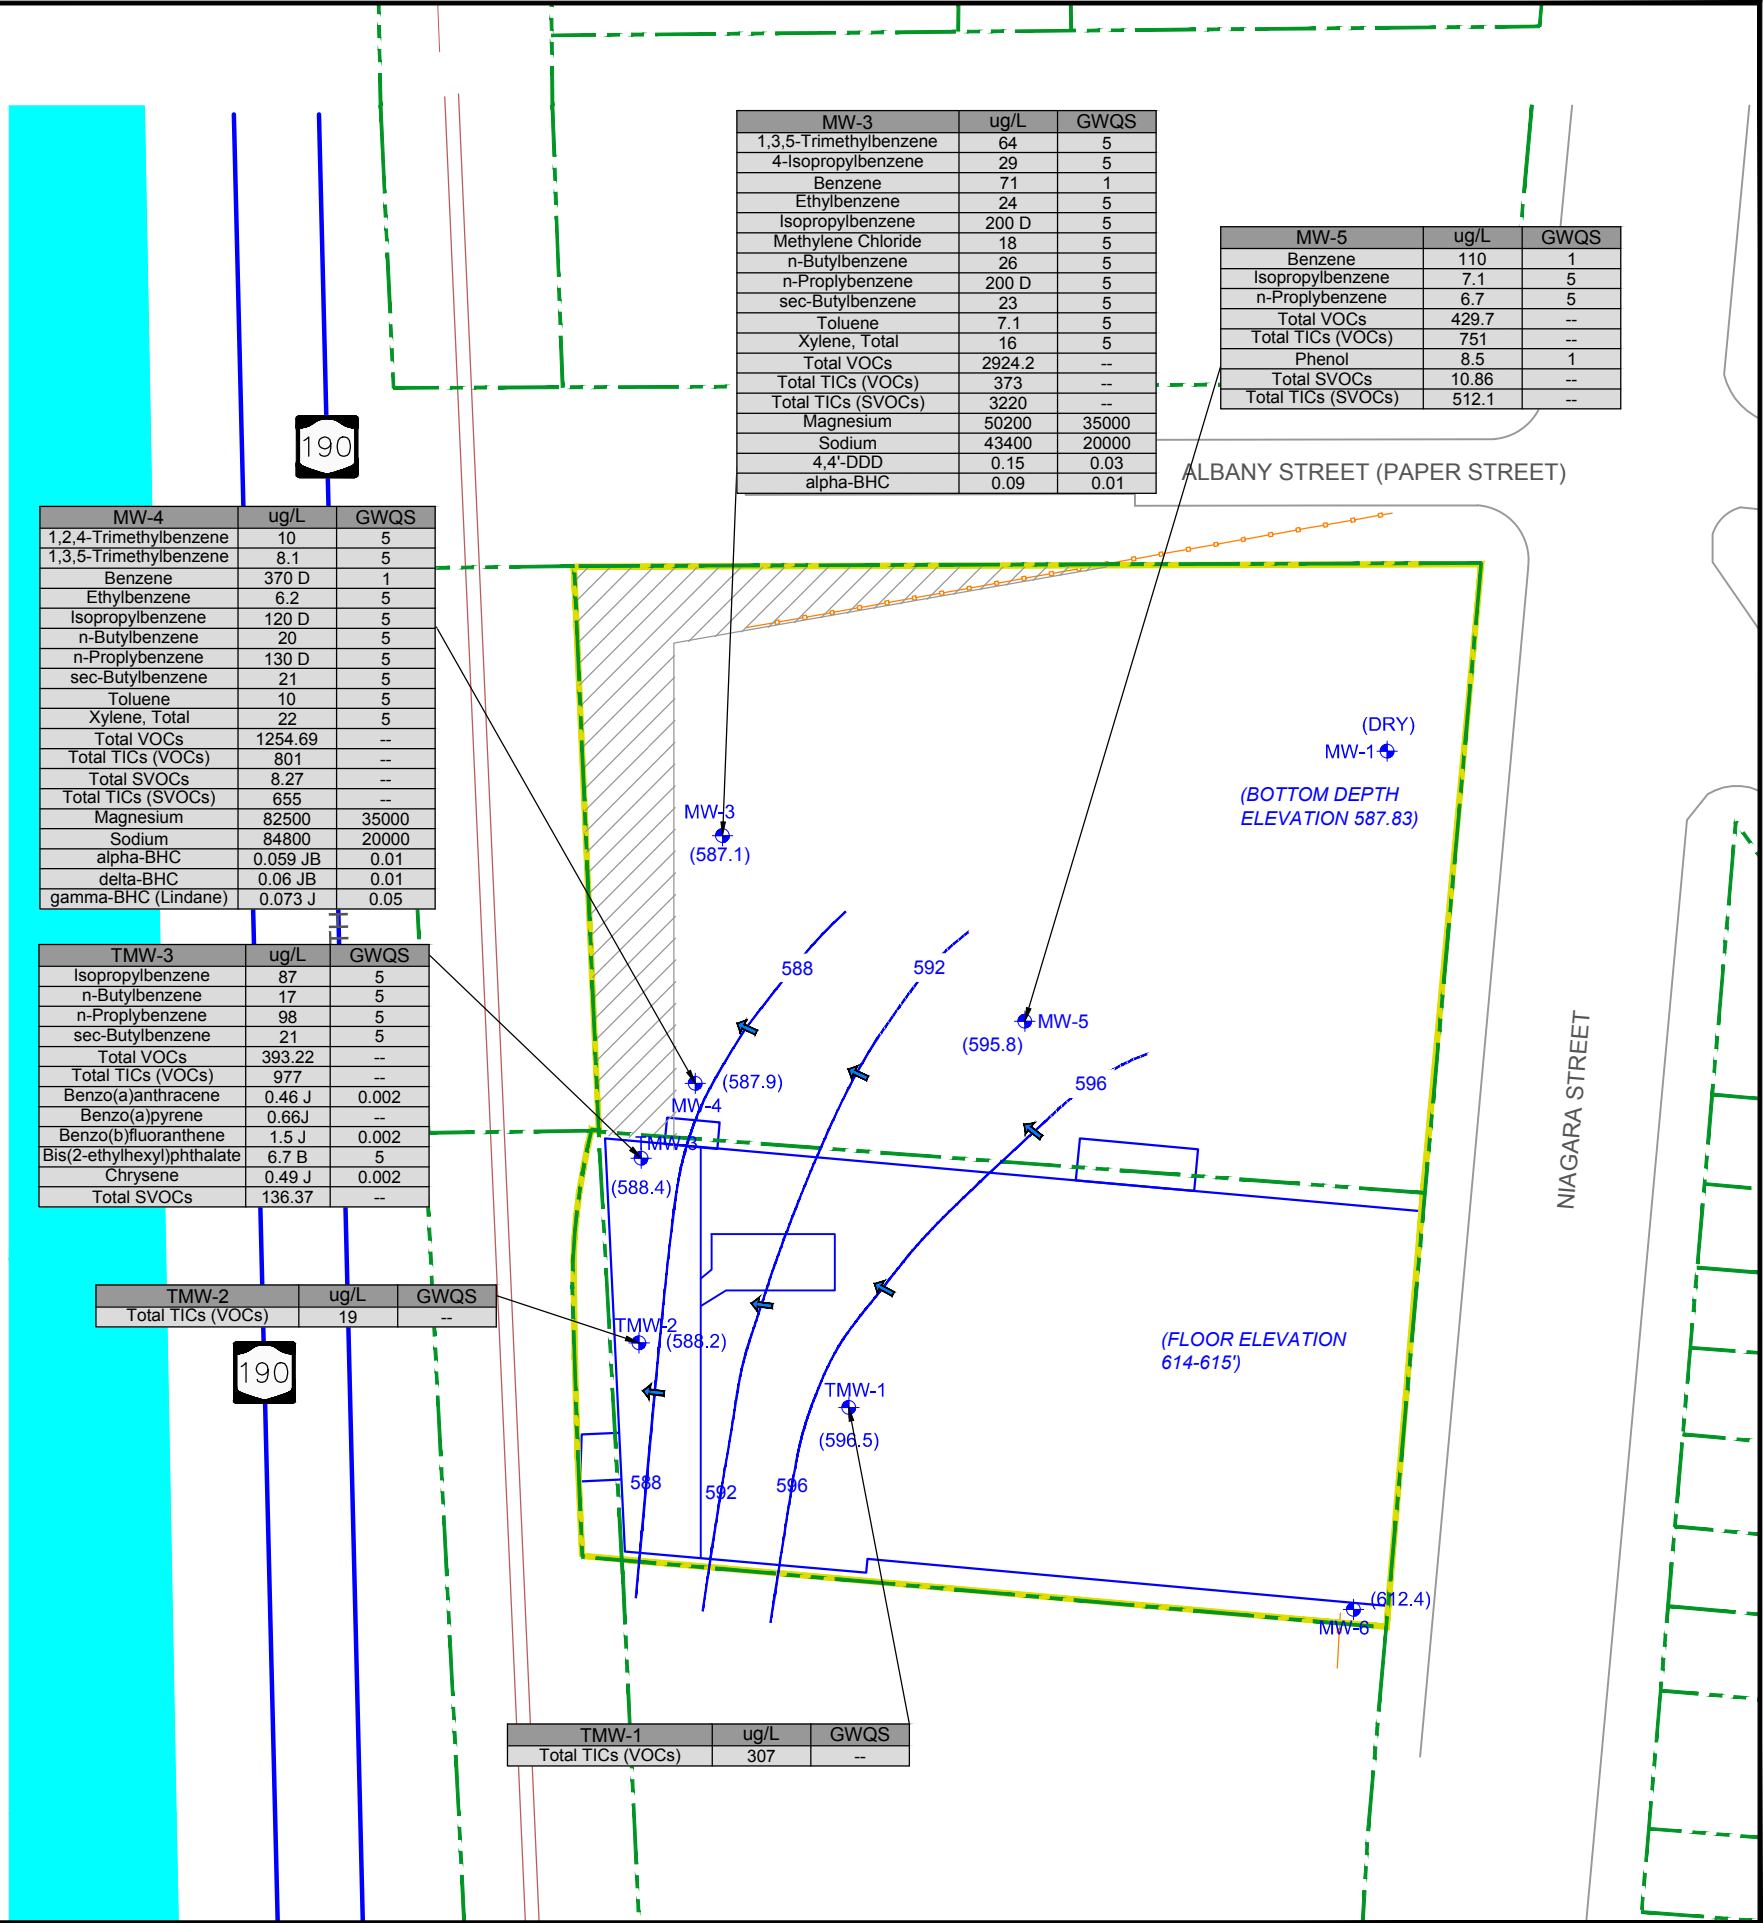 MW-3 ug/L GWQS
1,3,5-Trimethylbenzene 64 5
4-Isopropylbenzene 29 5
Benzene 71 1
Ethylbenzene 24 5
Isopropylbenzene 200 D 5
Methylene Chloride 18 5
n-Butylbenzene 26 5
n-Proplybenzene 200 D 5
sec-Butylbenzene 23 5
Toluene 7.1 5
Xylene, Total 16 5
Total VOCs 2924.2 --
Total TICs (VOCs) 373 --
Total TICs (SVOCs) 3220 --
Magnesium 50200 35000
Sodium 43400 20000
4,4'-DDD 0.15 0.03
alpha-BHC 0.09 0.01
MW-5 ug/L GWQS
Benzene 110 1
Isopropylbenzene 7.1 5
n-Proplybenzene 6.7 5
Total VOCs 429.7 --
Total TICs (VOCs) 751 --
Phenol 8.5 1
Total SVOCs 10.86 --
Total TICs (SVOCs) 512.1 --
190
ALBANY STREET (PAPER STREET)
MW-4 ug/L GWQS
1,2,4-Trimethylbenzene 10 5
1,3,5-Trimethylbenzene 8.1 5
Benzene 370 D 1
Ethylbenzene 6.2 5
Isopropylbenzene 120 D 5
n-Butylbenzene 20 5
n-Proplybenzene 130 D 5
sec-Butylbenzene 21 5
Toluene 10 5
Xylene, Total 22 5
Total VOCs 1254.69 --
Total TICs (VOCs) 801 --
Total SVOCs 8.27 --
Total TICs (SVOCs) 655 --
Magnesium 82500 35000
Sodium 84800 20000
alpha-BHC 0.059 JB 0.01
delta-BHC 0.06 JB 0.01
gamma-BHC (Lindane) 0.073 J 0.05
(DRY)
MW-1
(BOTTOM DEPTH
ELEVATION 587.83)
MW-3
(587.1)
TMW-3 ug/L GWQS
Isopropylbenzene 87 5
n-Butylbenzene 17 5
n-Proplybenzene 98 5
sec-Butylbenzene 21 5
Total VOCs 393.22 --
Total TICs (VOCs) 977 --
Benzo(a)anthracene 0.46 J 0.002
Benzo(a)pyrene 0.66J --
Benzo(b)fluoranthene 1.5 J 0.002
Bis(2-ethylhexyl)phthalate 6.7 B 5
Chrysene 0.49 J 0.002
Total SVOCs 136.37 --
588
592
MW-5
(595.8)
596
(587.9)
MW-4
TMW-3
(588.4)
NIAGARA STREET
TMW-2 ug/L GWQS
Total TICs (VOCs) 19 --
190
TMW-2
(588.2)
(FLOOR ELEVATION
614-615')
TMW-1
(596.5)
588
592
596
(612.4)
MW-6
TMW-1 ug/L GWQS
Total TICs (VOCs) 307 --